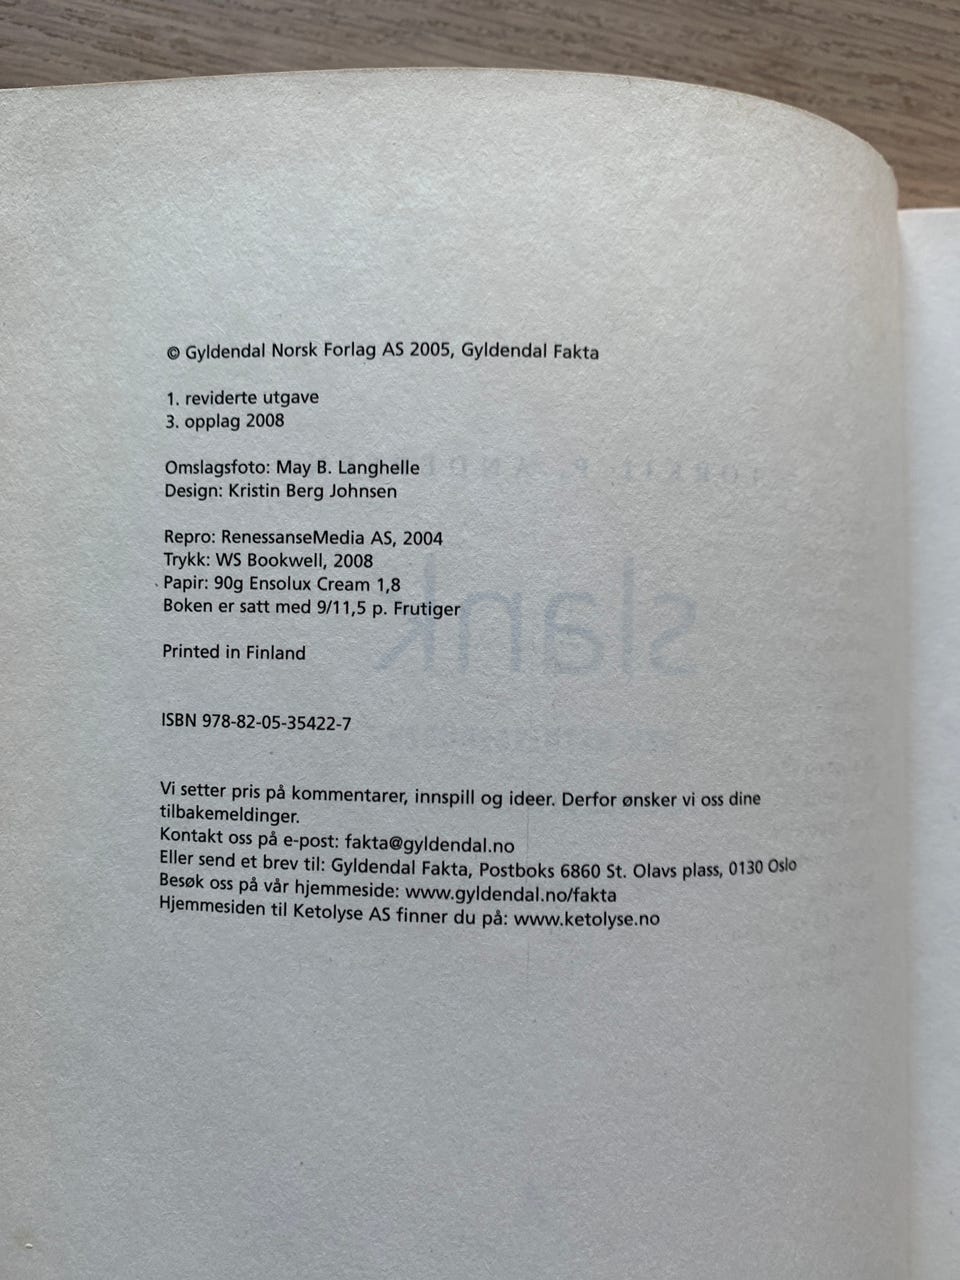 © Gyldendal Norsk Forlag AS 2005, Gyldendal Fakta
1. reviderte utgave
3. opplag 2008
Omslagsfoto: May B. Langhelle
Design: Kristin Berg Johnsen
Repro: RenessanseMedia AS, 2004
Trykk: WS Bookwell, 2008
Papir: 90g Ensolux Cream 1,8
Boken er satt med 9/11,5 p. Frutiger
Printed in Finland
ISBN 978-82-05-35422-7
Vi setter pris på kommentarer, innspill og ideer. Derfor ønsker vi oss dine
tilbakemeldinger.
Kontakt oss på e-post: fakta@gyldendal.no
Eller send et brev til: Gyldendal Fakta, Postboks 6860 St. Olavs plass, 0130 Oslo
Besøk oss på vår hjemmeside: www.gyldendal.no/fakta
Hjemmesiden til Ketolyse AS finner du på: www.ketolyse.no
slank